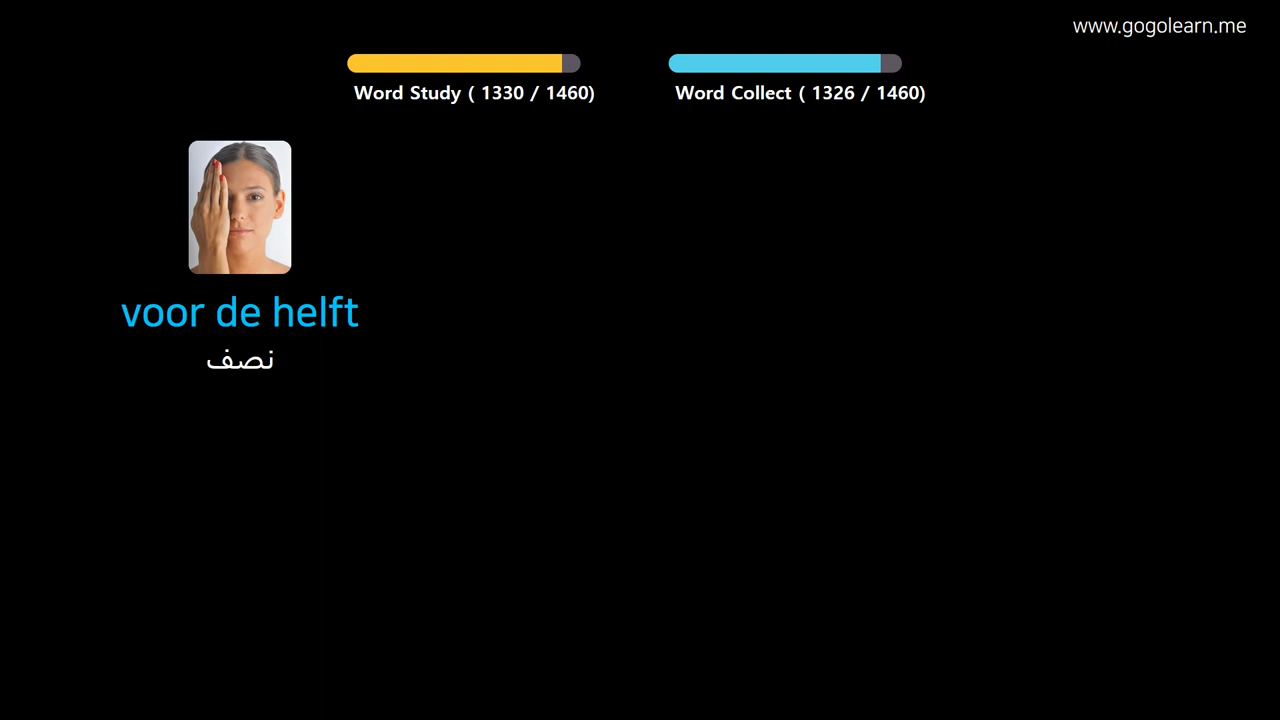 www.gogolearn.me
Word Study ( 1330 / 1460)
Word Collect ( 1326 / 1460)
voor de helft
نصف